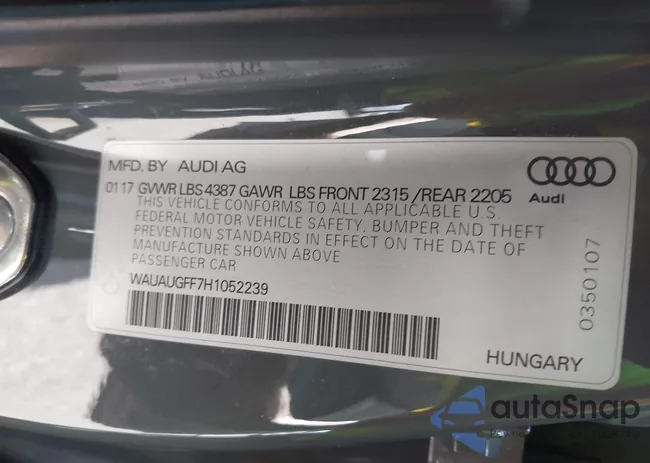 MFD. BY AUDI AG
0117 GVWR LBS 4387 GAWR LBS FRONT 2315 /REAR 2205
THIS VEHICLE CONFORMS TO ALL APPLICABLE U.S.
FEDERAL MOTOR VEHICLE SAFETY, BUMPER AND THEFT
PREVENTION STANDARDS IN EFFECT ON THE DATE OF
MANUFACTURE SHOWN ABOVE
PASSENGER CAR
WAUAUGFF7H1052239
Audi
0350107
HUNGARY
autoSnap